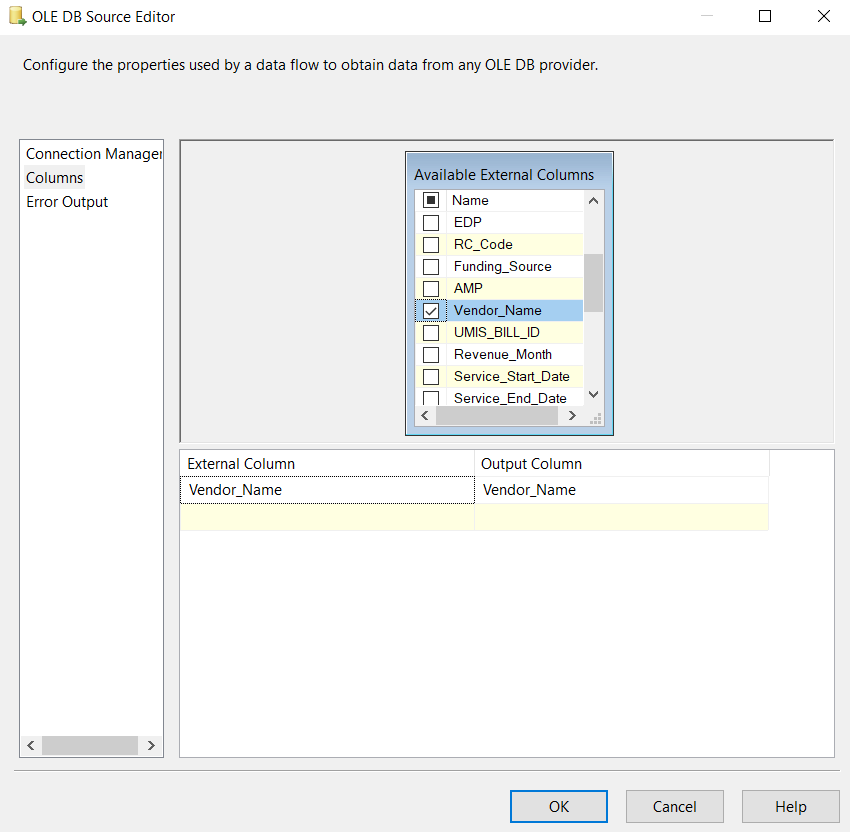 OLE DB Source Editor
Configure the properties used by a data flow to obtain data from any OLE DB provider.
Connection Manager
Columns
Error Output
Available External Columns
Name
EDP
RC_Code
Funding_Source
AMP
Vendor_Name
UMIS_BILL_ID
Revenue_Month
Service_Start_Date
Service_End_Date
External Column Output Column
Vendor_Name Vendor_Name
OK Cancel Help